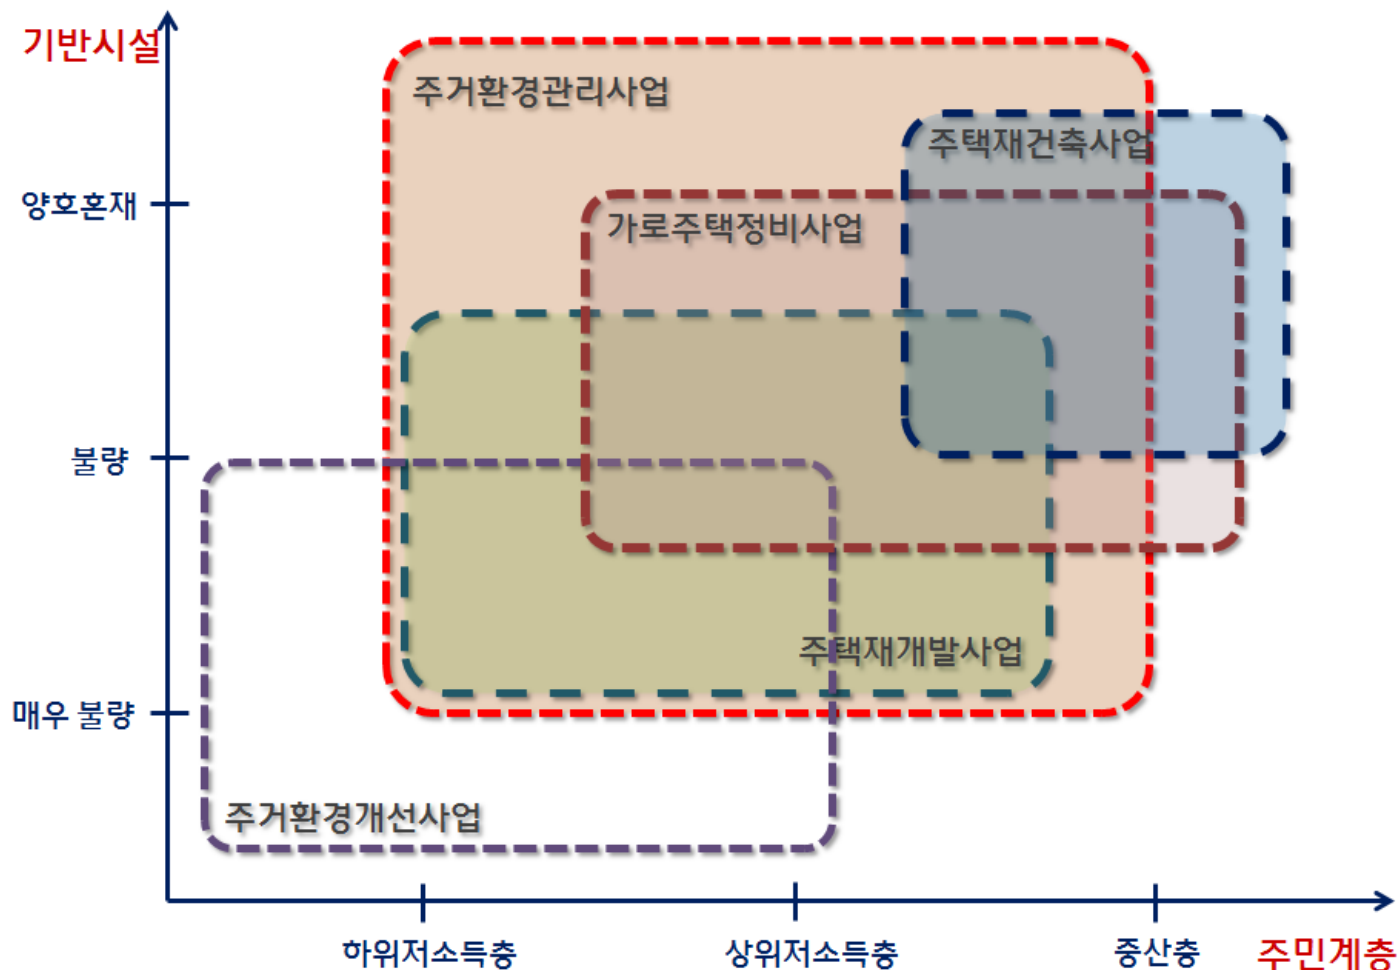 기반시설
주거환경관리사업
주택재건축사업
양호혼재
가로주택정비사업
불량
주택재개발사업
매우 불량
주거환경개선사업
하위저소득층
상위저소득층
중산층
주민계층